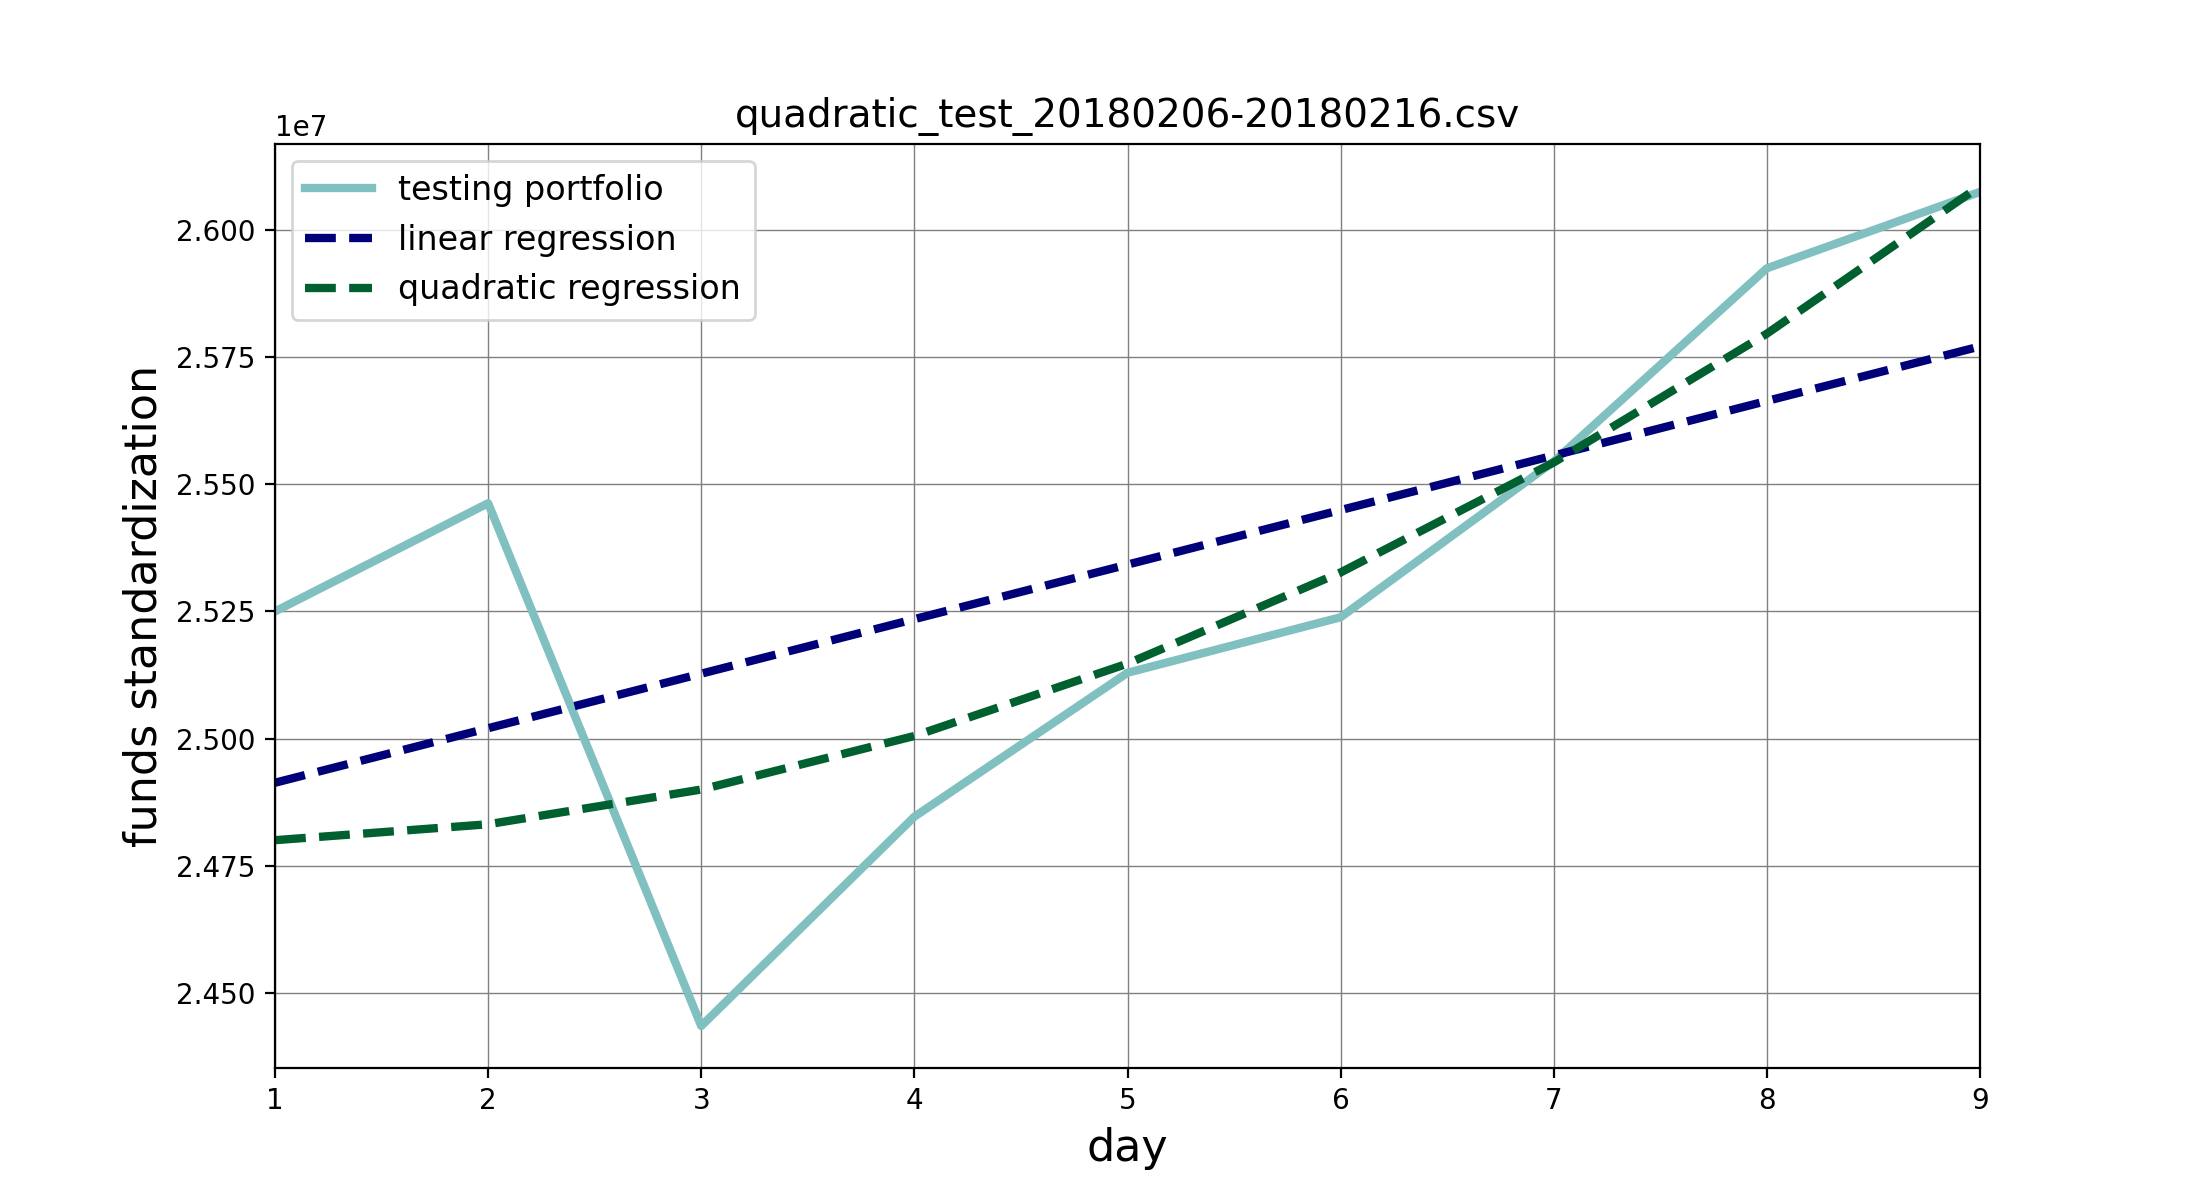 quadratic_test_20180206-20180216.csv
1e7
testing portfolio
linear regression
quadratic regression
funds standardization
2.600
2.575
2.550
2.525
2.500
2.475
2.450
1 2 3 4 5 6 7 8 9
day